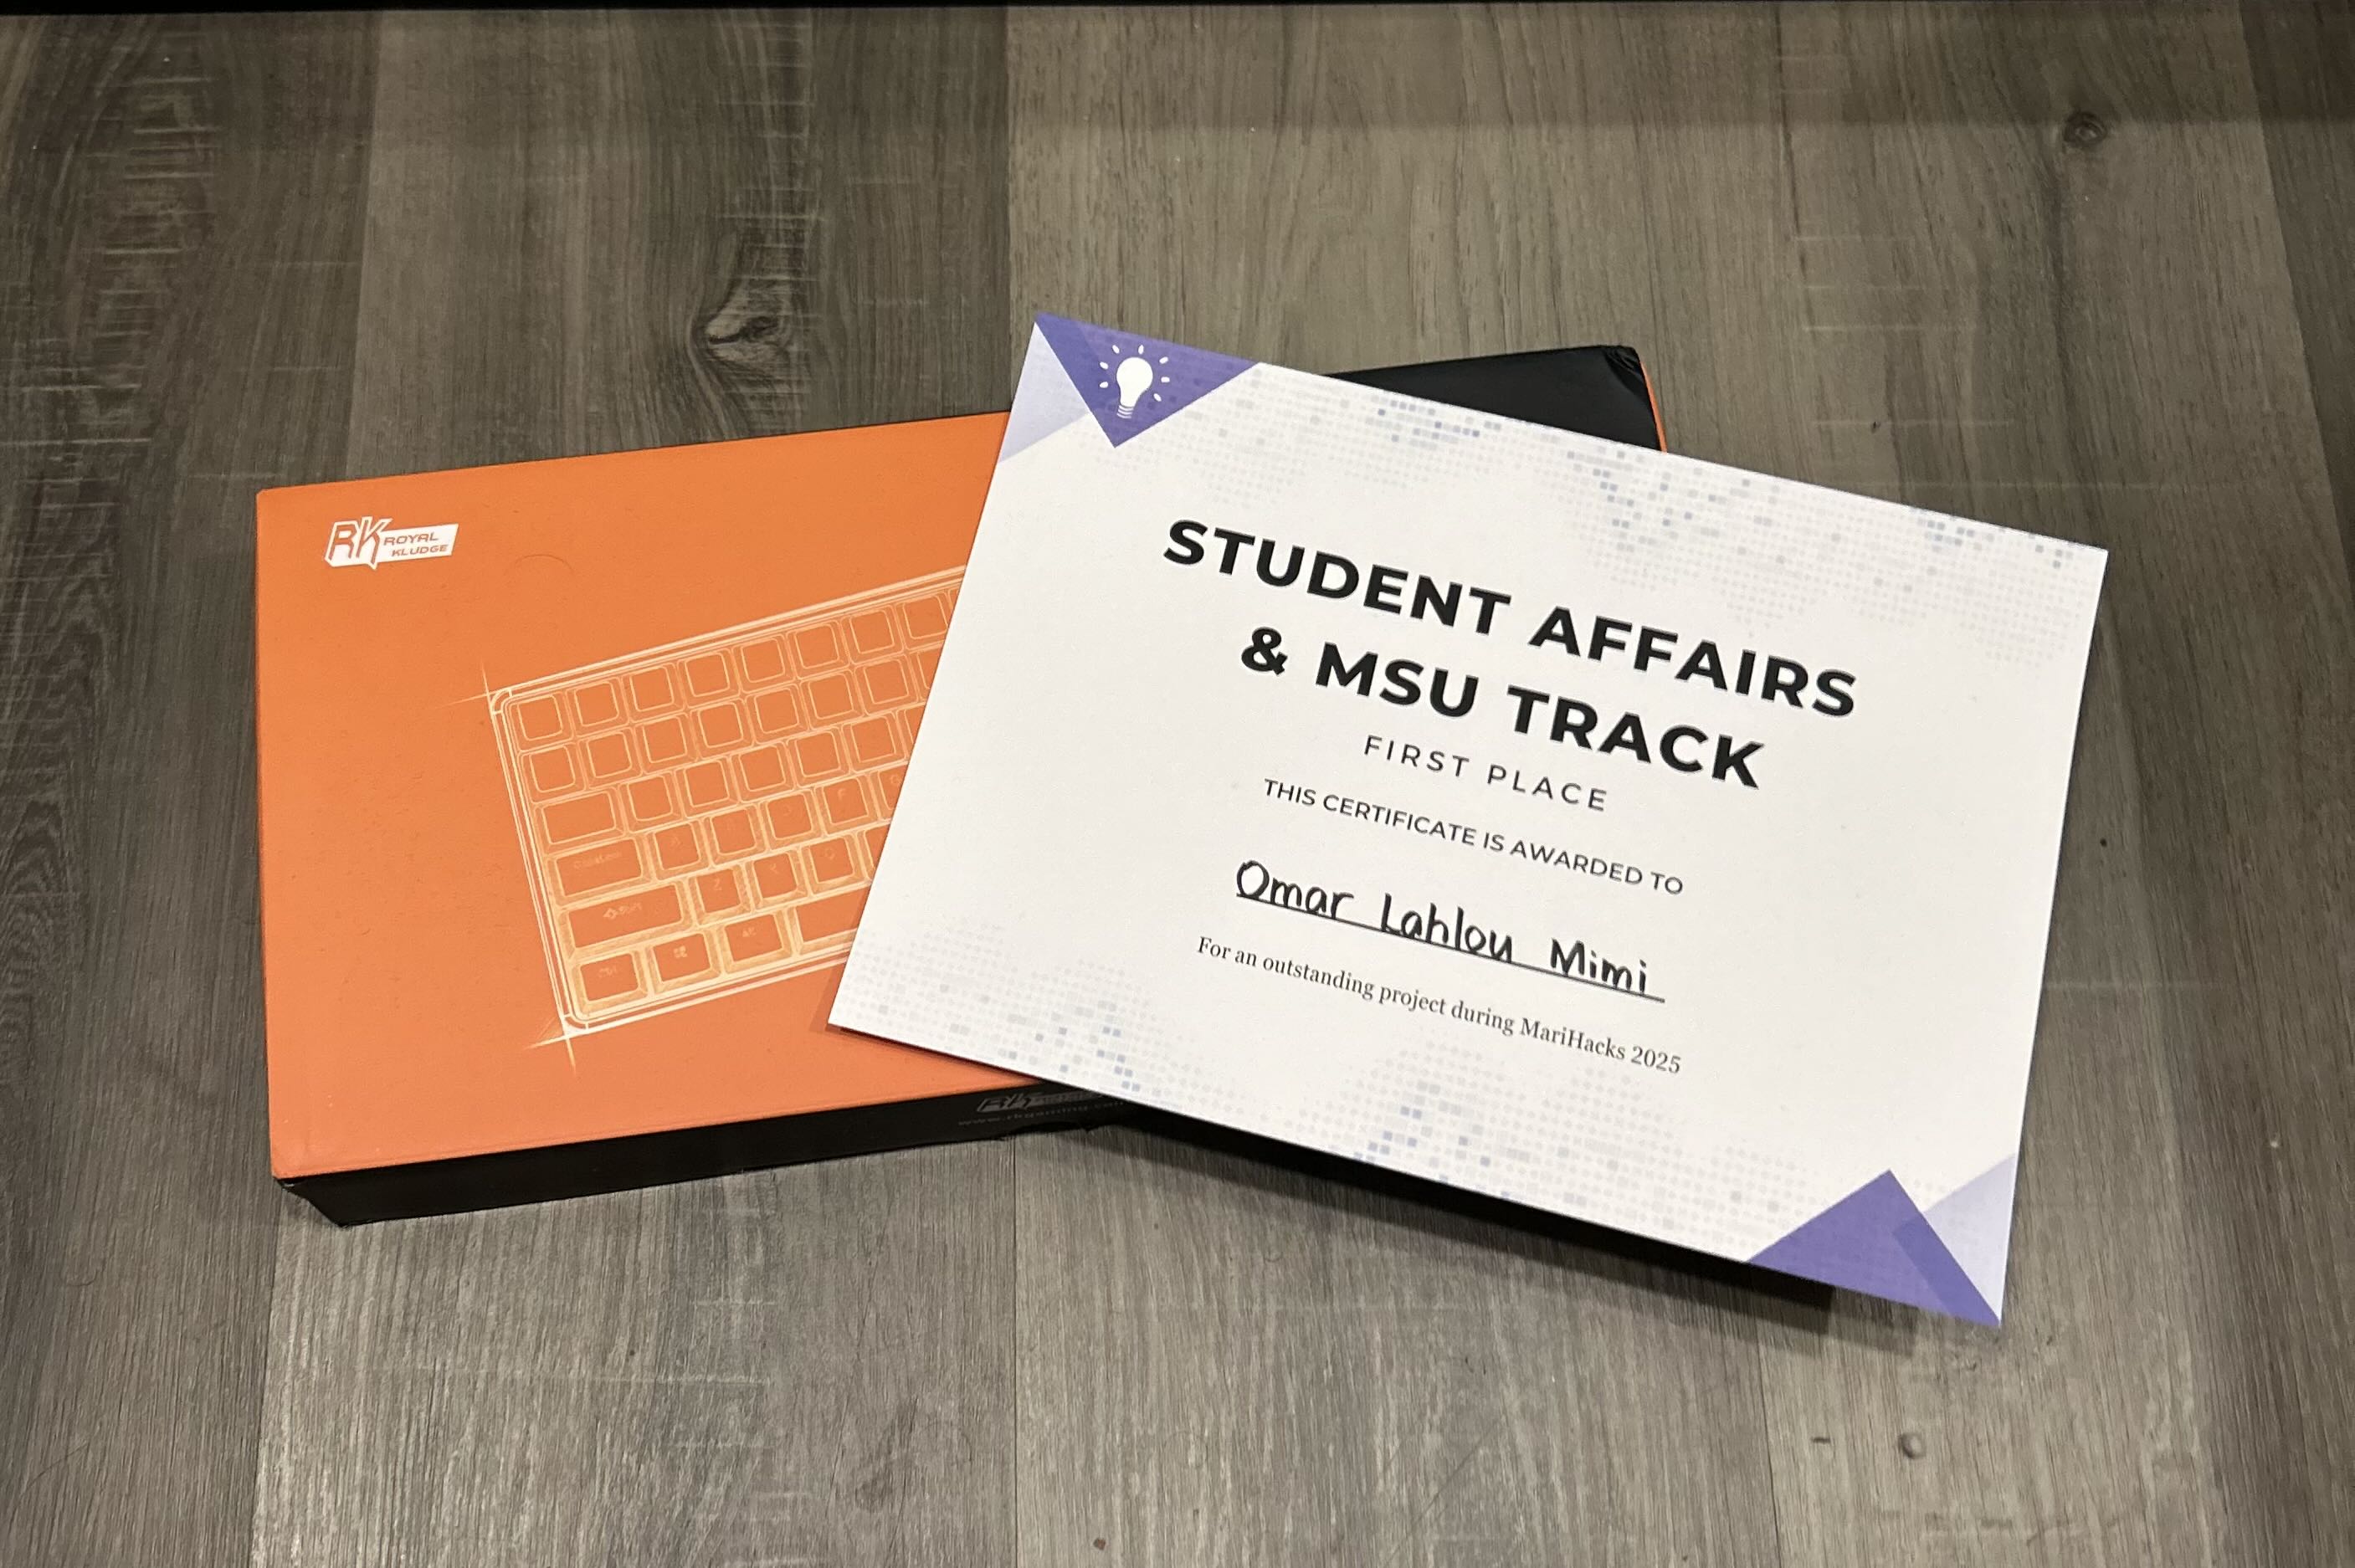 RK ROYAL
KLUDGE
STUDENT AFFAIRS
& MSU TRACK
FIRST PLACE
THIS CERTIFICATE IS AWARDED TO
Omar Lahlou Mimi
For an outstanding project during MariHacks 2025